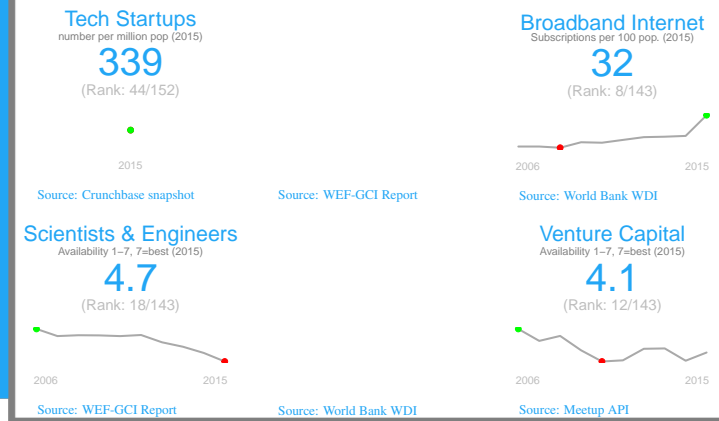 Tech Startups
number per million pop (2015)
339
(Rank: 44/152)
2015
Source: Crunchbase snapshot
Source: WEF-GCI Report
Broadband Internet
Subscriptions per 100 pop. (2015)
32
(Rank: 8/143)
2006
2015
Source: World Bank WDI
Scientists & Engineers
Availability 1–7, 7=best (2015)
4.7
(Rank: 18/143)
2006
2015
Source: WEF-GCI Report
Source: World Bank WDI
Venture Capital
Availability 1–7, 7=best (2015)
4.1
(Rank: 12/143)
2006
2015
Source: Meetup API